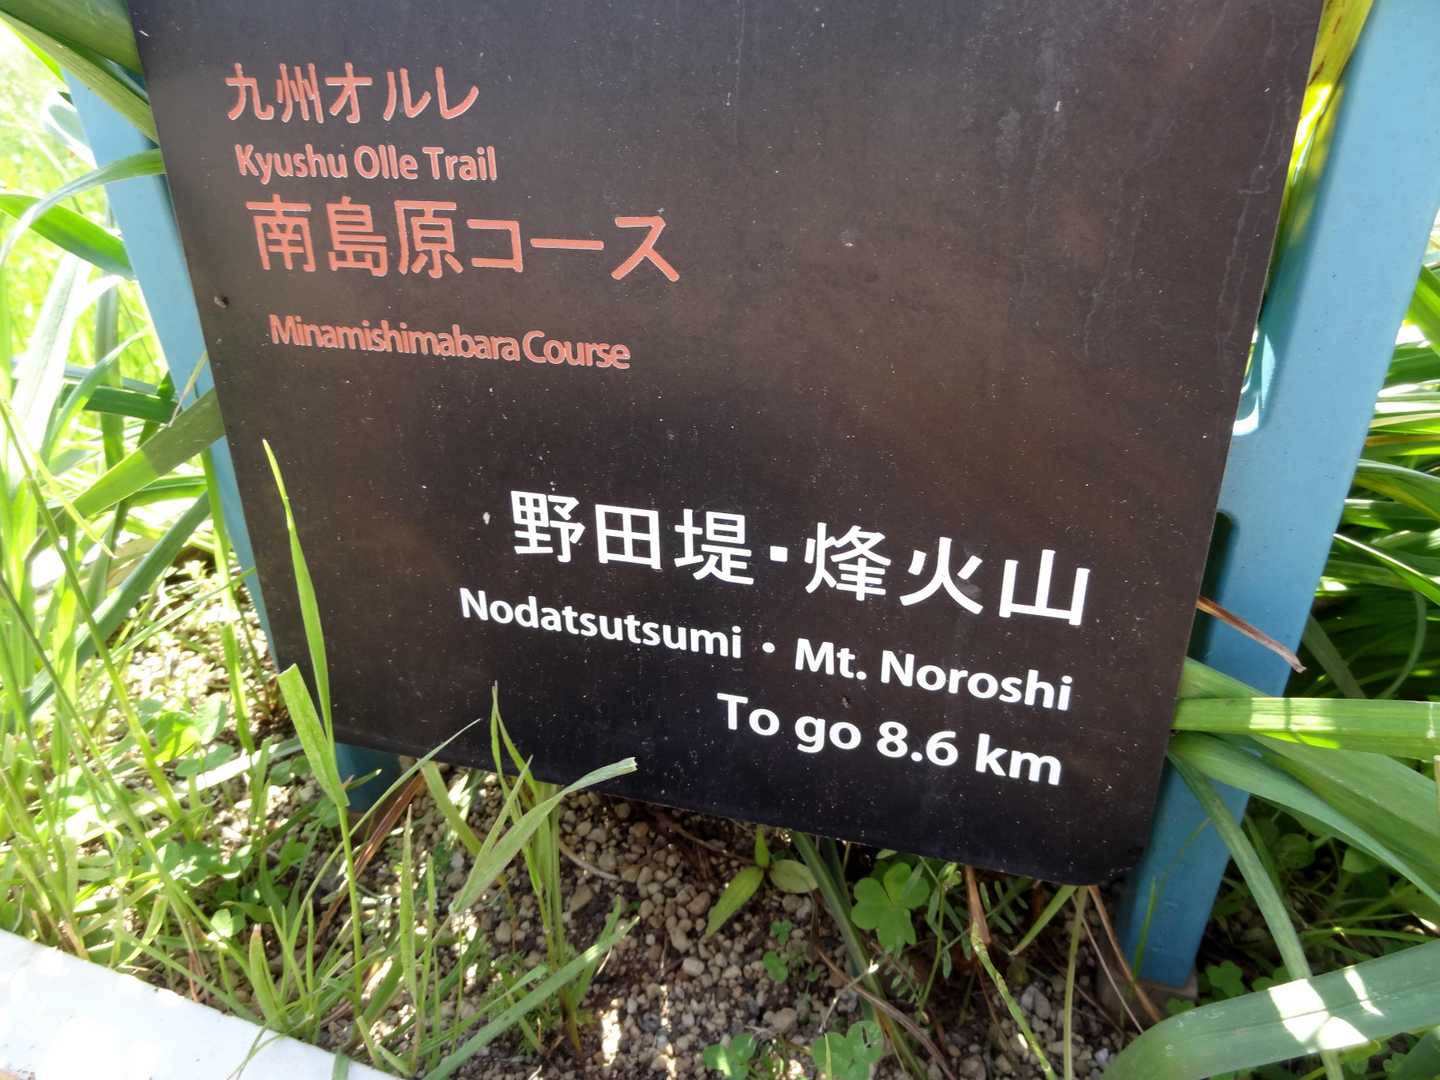 九州オルレ
Kyushu Olle Trail
南島原コース
Minamishimabara Course
野田堤・烽火山
Nodatsutsumi・Mt. Noroshi
To go 8.6 km